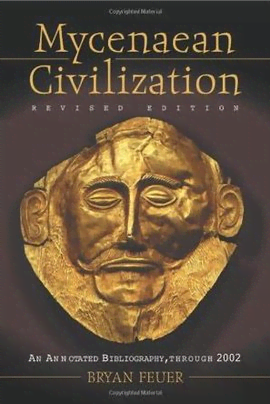 Mycenaean
Civilization
REVISED EDITION
AN ANNOTATED BIBLIOGRAPHY, THROUGH 2002
BRYAN FEUER